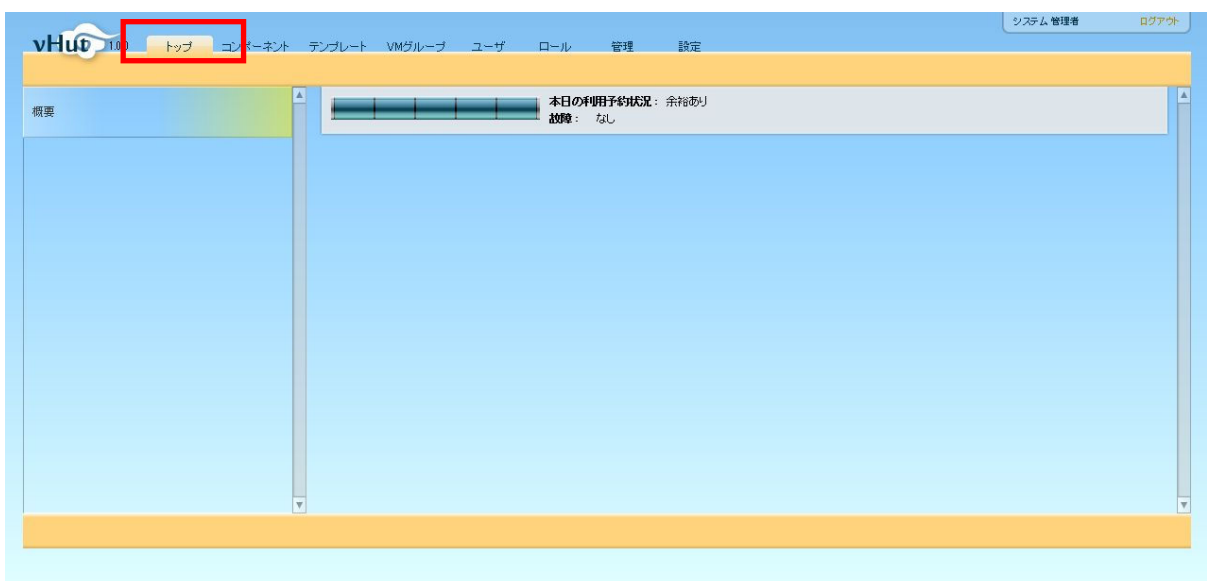 システム 管理者 ログアウト
vHut 1.0.0 トップ コンポーネント テンプレート VMグループ ユーザ ロール 管理 設定
概要
本日の利用予約状況： 余裕あり
故障： なし